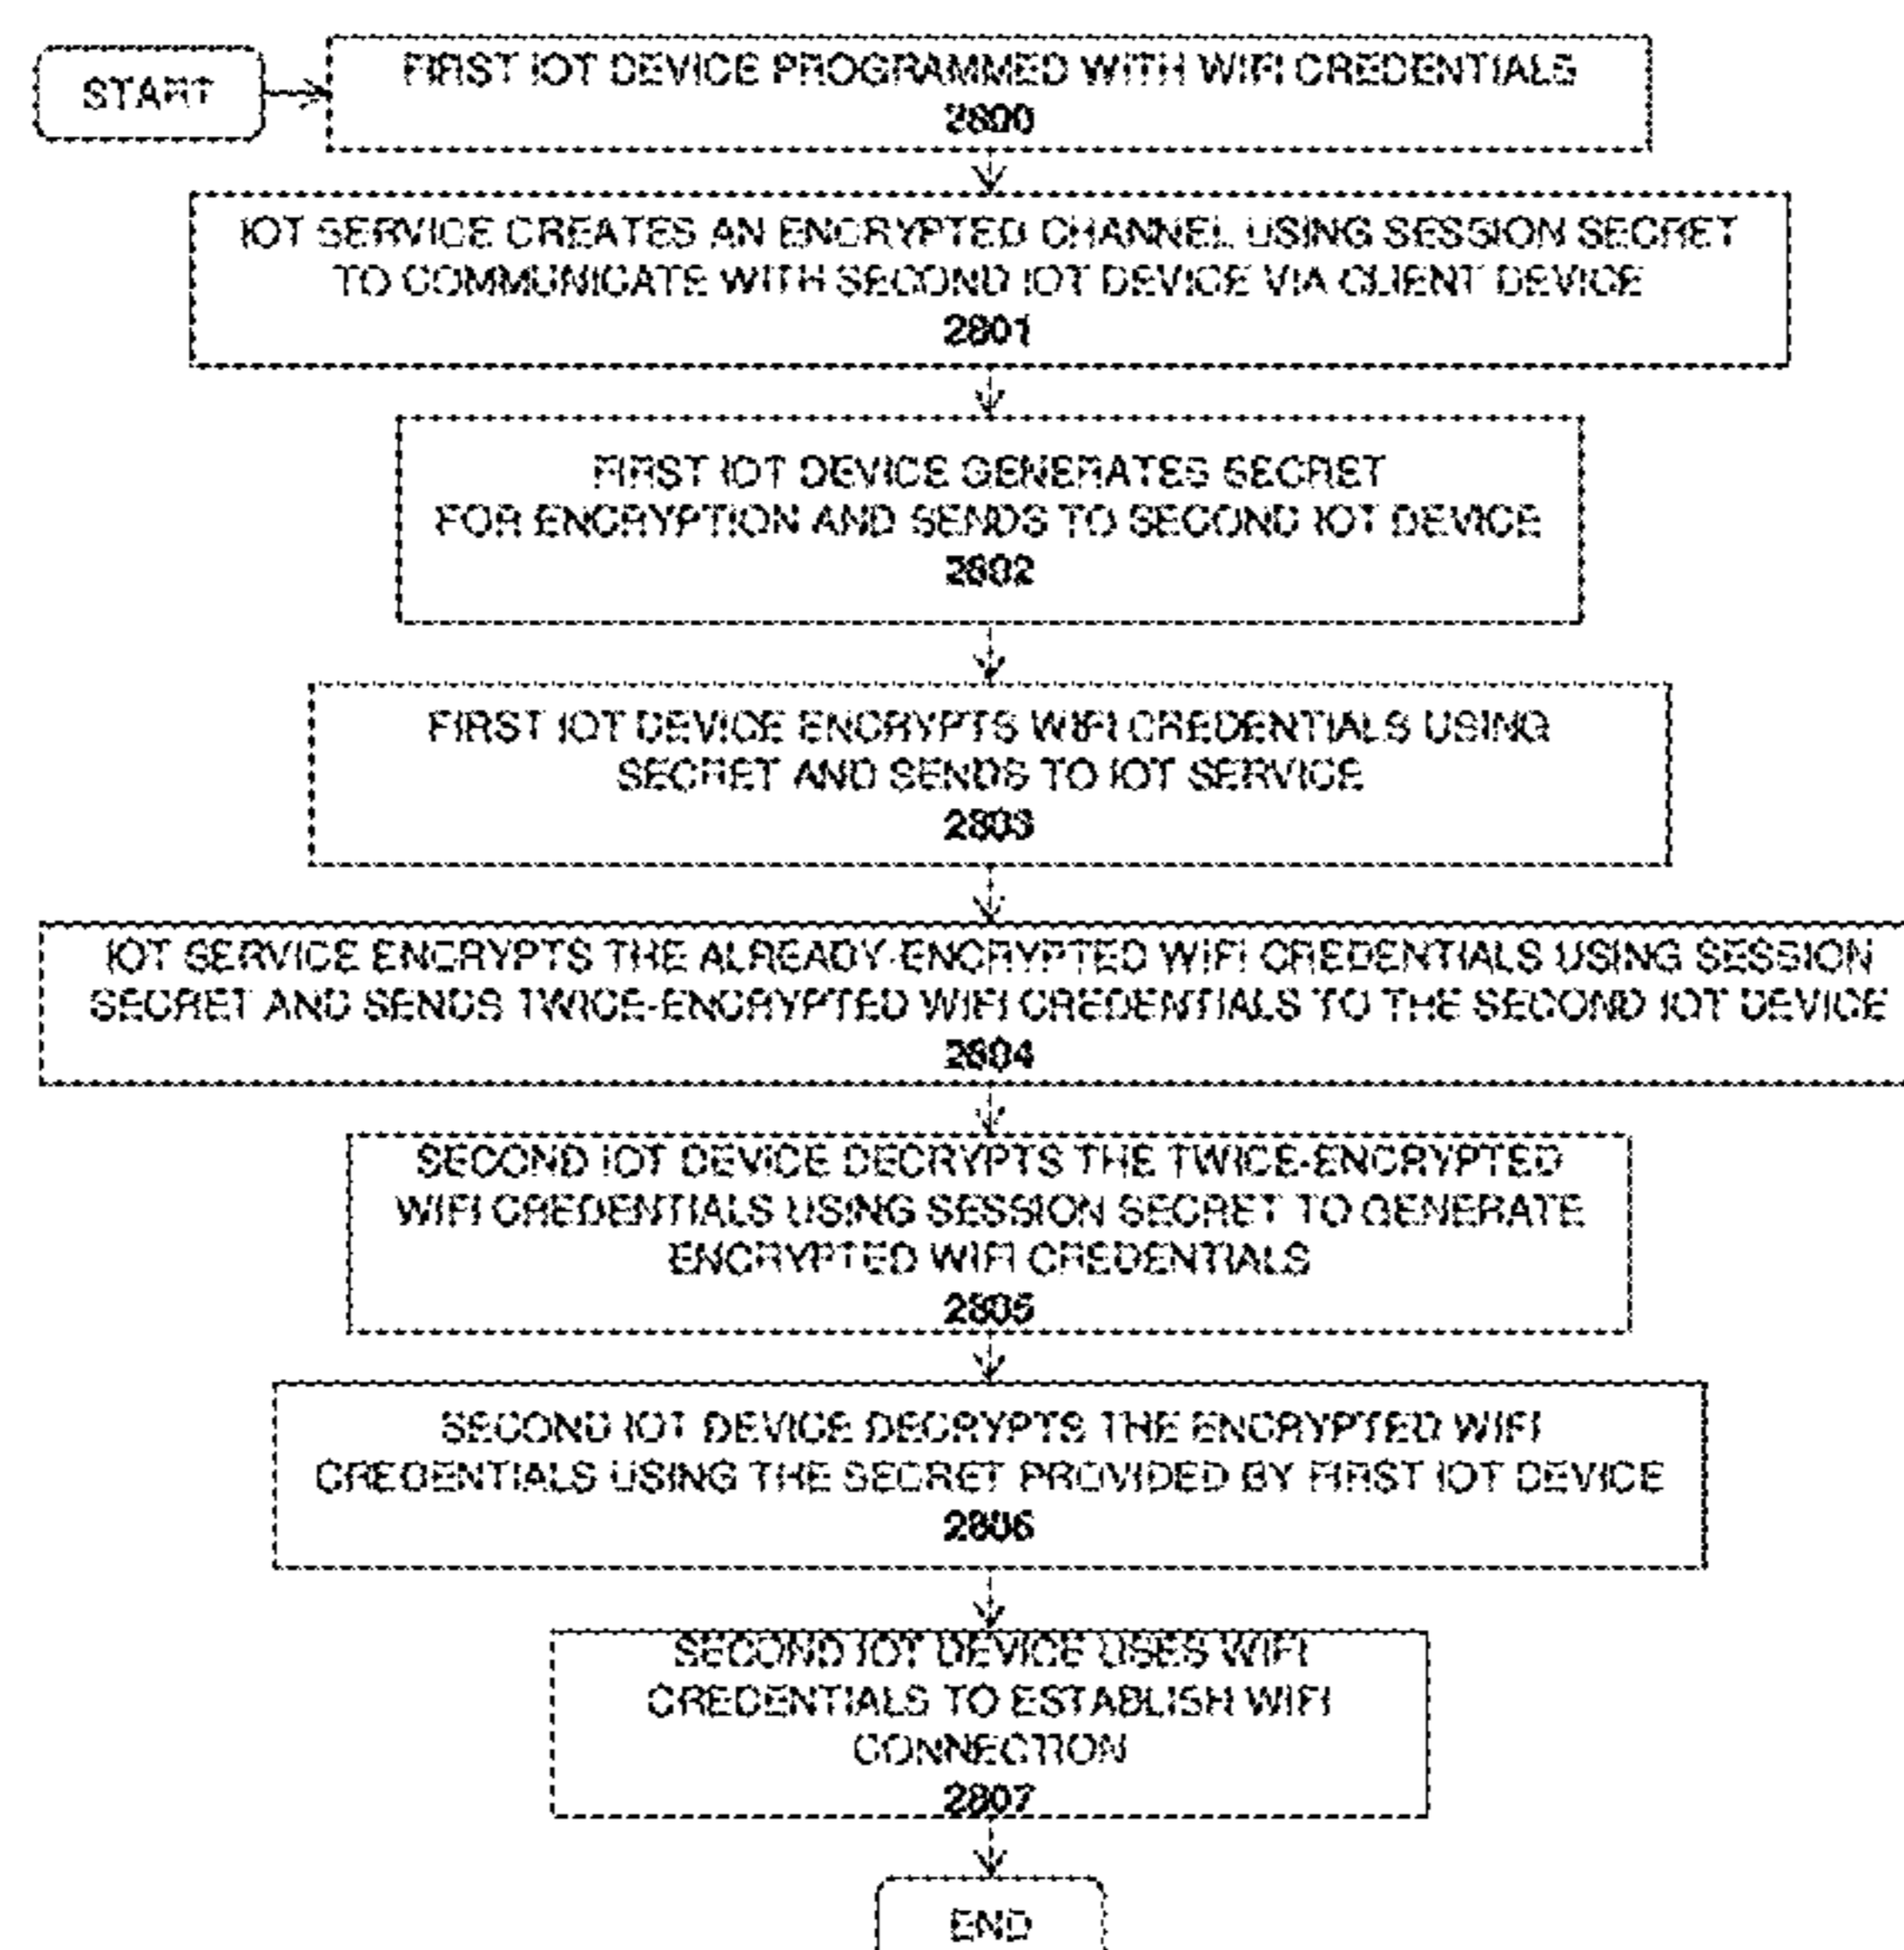 START
FIRST IOT DEVICE PROGRAMMED WITH WIFI CREDENTIALS
2800
IOT SERVICE CREATES AN ENCRYPTED CHANNEL USING SESSION SECRET
TO COMMUNICATE WITH SECOND IOT DEVICE VIA CLIENT DEVICE
2801
FIRST IOT DEVICE GENERATES SECRET
FOR ENCRYPTION AND SENDS TO SECOND IOT DEVICE
2802
FIRST IOT DEVICE ENCRYPTS WIFI CREDENTIALS USING
SECRET AND SENDS TO IOT SERVICE
2803
IOT SERVICE ENCRYPTS THE ALREADY-ENCRYPTED WIFI CREDENTIALS USING SESSION
SECRET AND SENDS TWICE-ENCRYPTED WIFI CREDENTIALS TO THE SECOND IOT DEVICE
2804
SECOND IOT DEVICE DECRYPTS THE TWICE-ENCRYPTED
WIFI CREDENTIALS USING SESSION SECRET TO GENERATE
ENCRYPTED WIFI CREDENTIALS
2805
SECOND IOT DEVICE DECRYPTS THE ENCRYPTED WIFI
CREDENTIALS USING THE SECRET PROVIDED BY FIRST IOT DEVICE
2806
SECOND IOT DEVICE USES WIFI
CREDENTIALS TO ESTABLISH WIFI
CONNECTION
2807
END